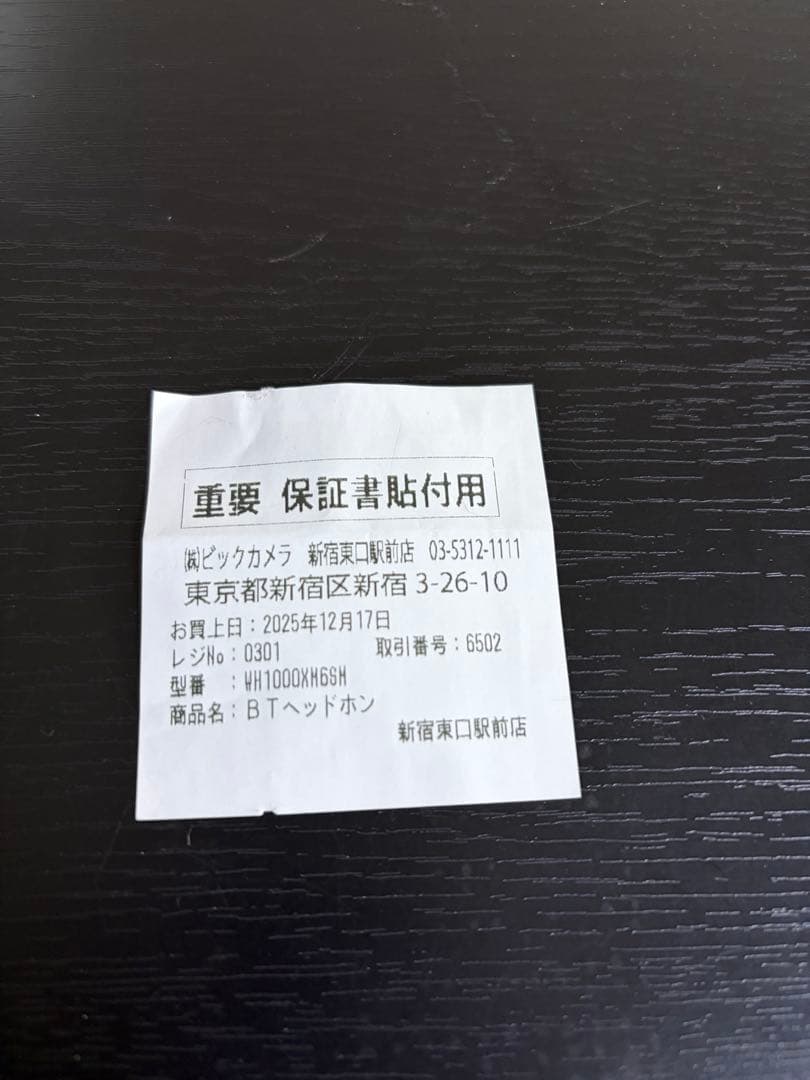 重要 保証書貼付用
㈱ビックカメラ 新宿東口駅前店 03-5312-1111
東京都新宿区新宿3-26-10
お買上日：2025年12月17日
レジNo：0301 取引番号：6502
型番 ：WH1000XM6SM
商品名：BTヘッドホン
新宿東口駅前店